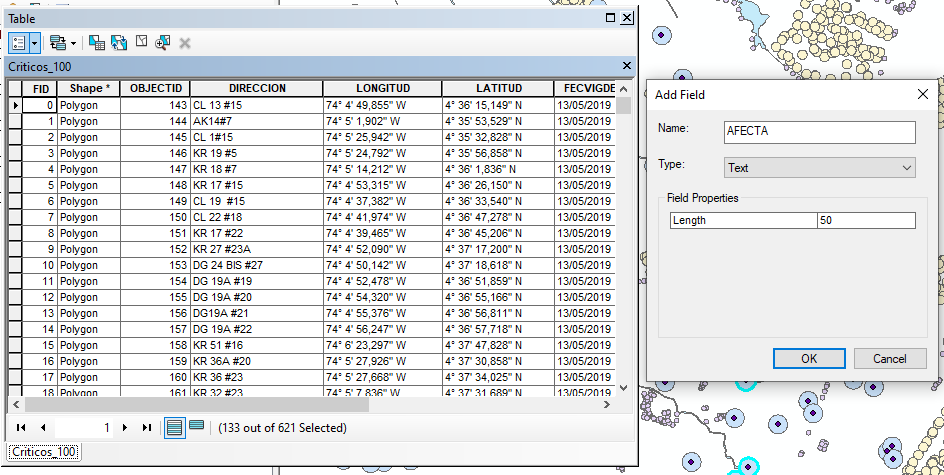 Table
Criticos_100
FID Shape * OBJECTID DIRECCION LONGITUD LATITUD FECVIGDE
0 Polygon 143 CL 13 #15 74° 4' 49,855" W 4° 36' 15,149" N 13/05/2019
1 Polygon 144 AK14#7 74° 5' 1,902" W 4° 35' 53,529" N 13/05/2019
2 Polygon 145 CL 1#15 74° 5' 25,942" W 4° 35' 32,828" N 13/05/2019
3 Polygon 146 KR 19 #5 74° 5' 24,792" W 4° 35' 56,858" N 13/05/2019
4 Polygon 147 KR 18 #7 74° 5' 14,212" W 4° 36' 1,836" N 13/05/2019
5 Polygon 148 KR 17 #15 74° 4' 53,315" W 4° 36' 26,150" N 13/05/2019
6 Polygon 149 CL 19  #15 74° 4' 37,382" W 4° 36' 33,540" N 13/05/2019
7 Polygon 150 CL 22 #18 74° 4' 41,974" W 4° 36' 47,278" N 13/05/2019
8 Polygon 151 KR 17 #22 74° 4' 39,465" W 4° 36' 45,206" N 13/05/2019
9 Polygon 152 KR 27 #23A 74° 4' 52,090" W 4° 37' 17,200" N 13/05/2019
10 Polygon 153 DG 24 BIS #27 74° 4' 50,142" W 4° 37' 18,618" N 13/05/2019
11 Polygon 154 DG 19A #19 74° 4' 52,478" W 4° 36' 51,859" N 13/05/2019
12 Polygon 155 DG 19A #20 74° 4' 54,320" W 4° 36' 55,166" N 13/05/2019
13 Polygon 156 DG19A #21 74° 4' 55,376" W 4° 36' 56,811" N 13/05/2019
14 Polygon 157 DG 19A #22 74° 4' 56,247" W 4° 36' 57,718" N 13/05/2019
15 Polygon 158 KR 51 #16 74° 6' 23,297" W 4° 37' 47,828" N 13/05/2019
16 Polygon 159 KR 36A #20 74° 5' 27,926" W 4° 37' 30,858" N 13/05/2019
17 Polygon 160 KR 36 #23 74° 5' 27,668" W 4° 37' 34,025" N 13/05/2019
18 Polygon 161 KR 32 #23 74° 5' 7,836" W 4° 37' 31,689" N 13/05/2019
1
(133 out of 621 Selected)
Criticos_100
Add Field
Name: AFECTA
Type: Text
Field Properties
Length 50
OK Cancel